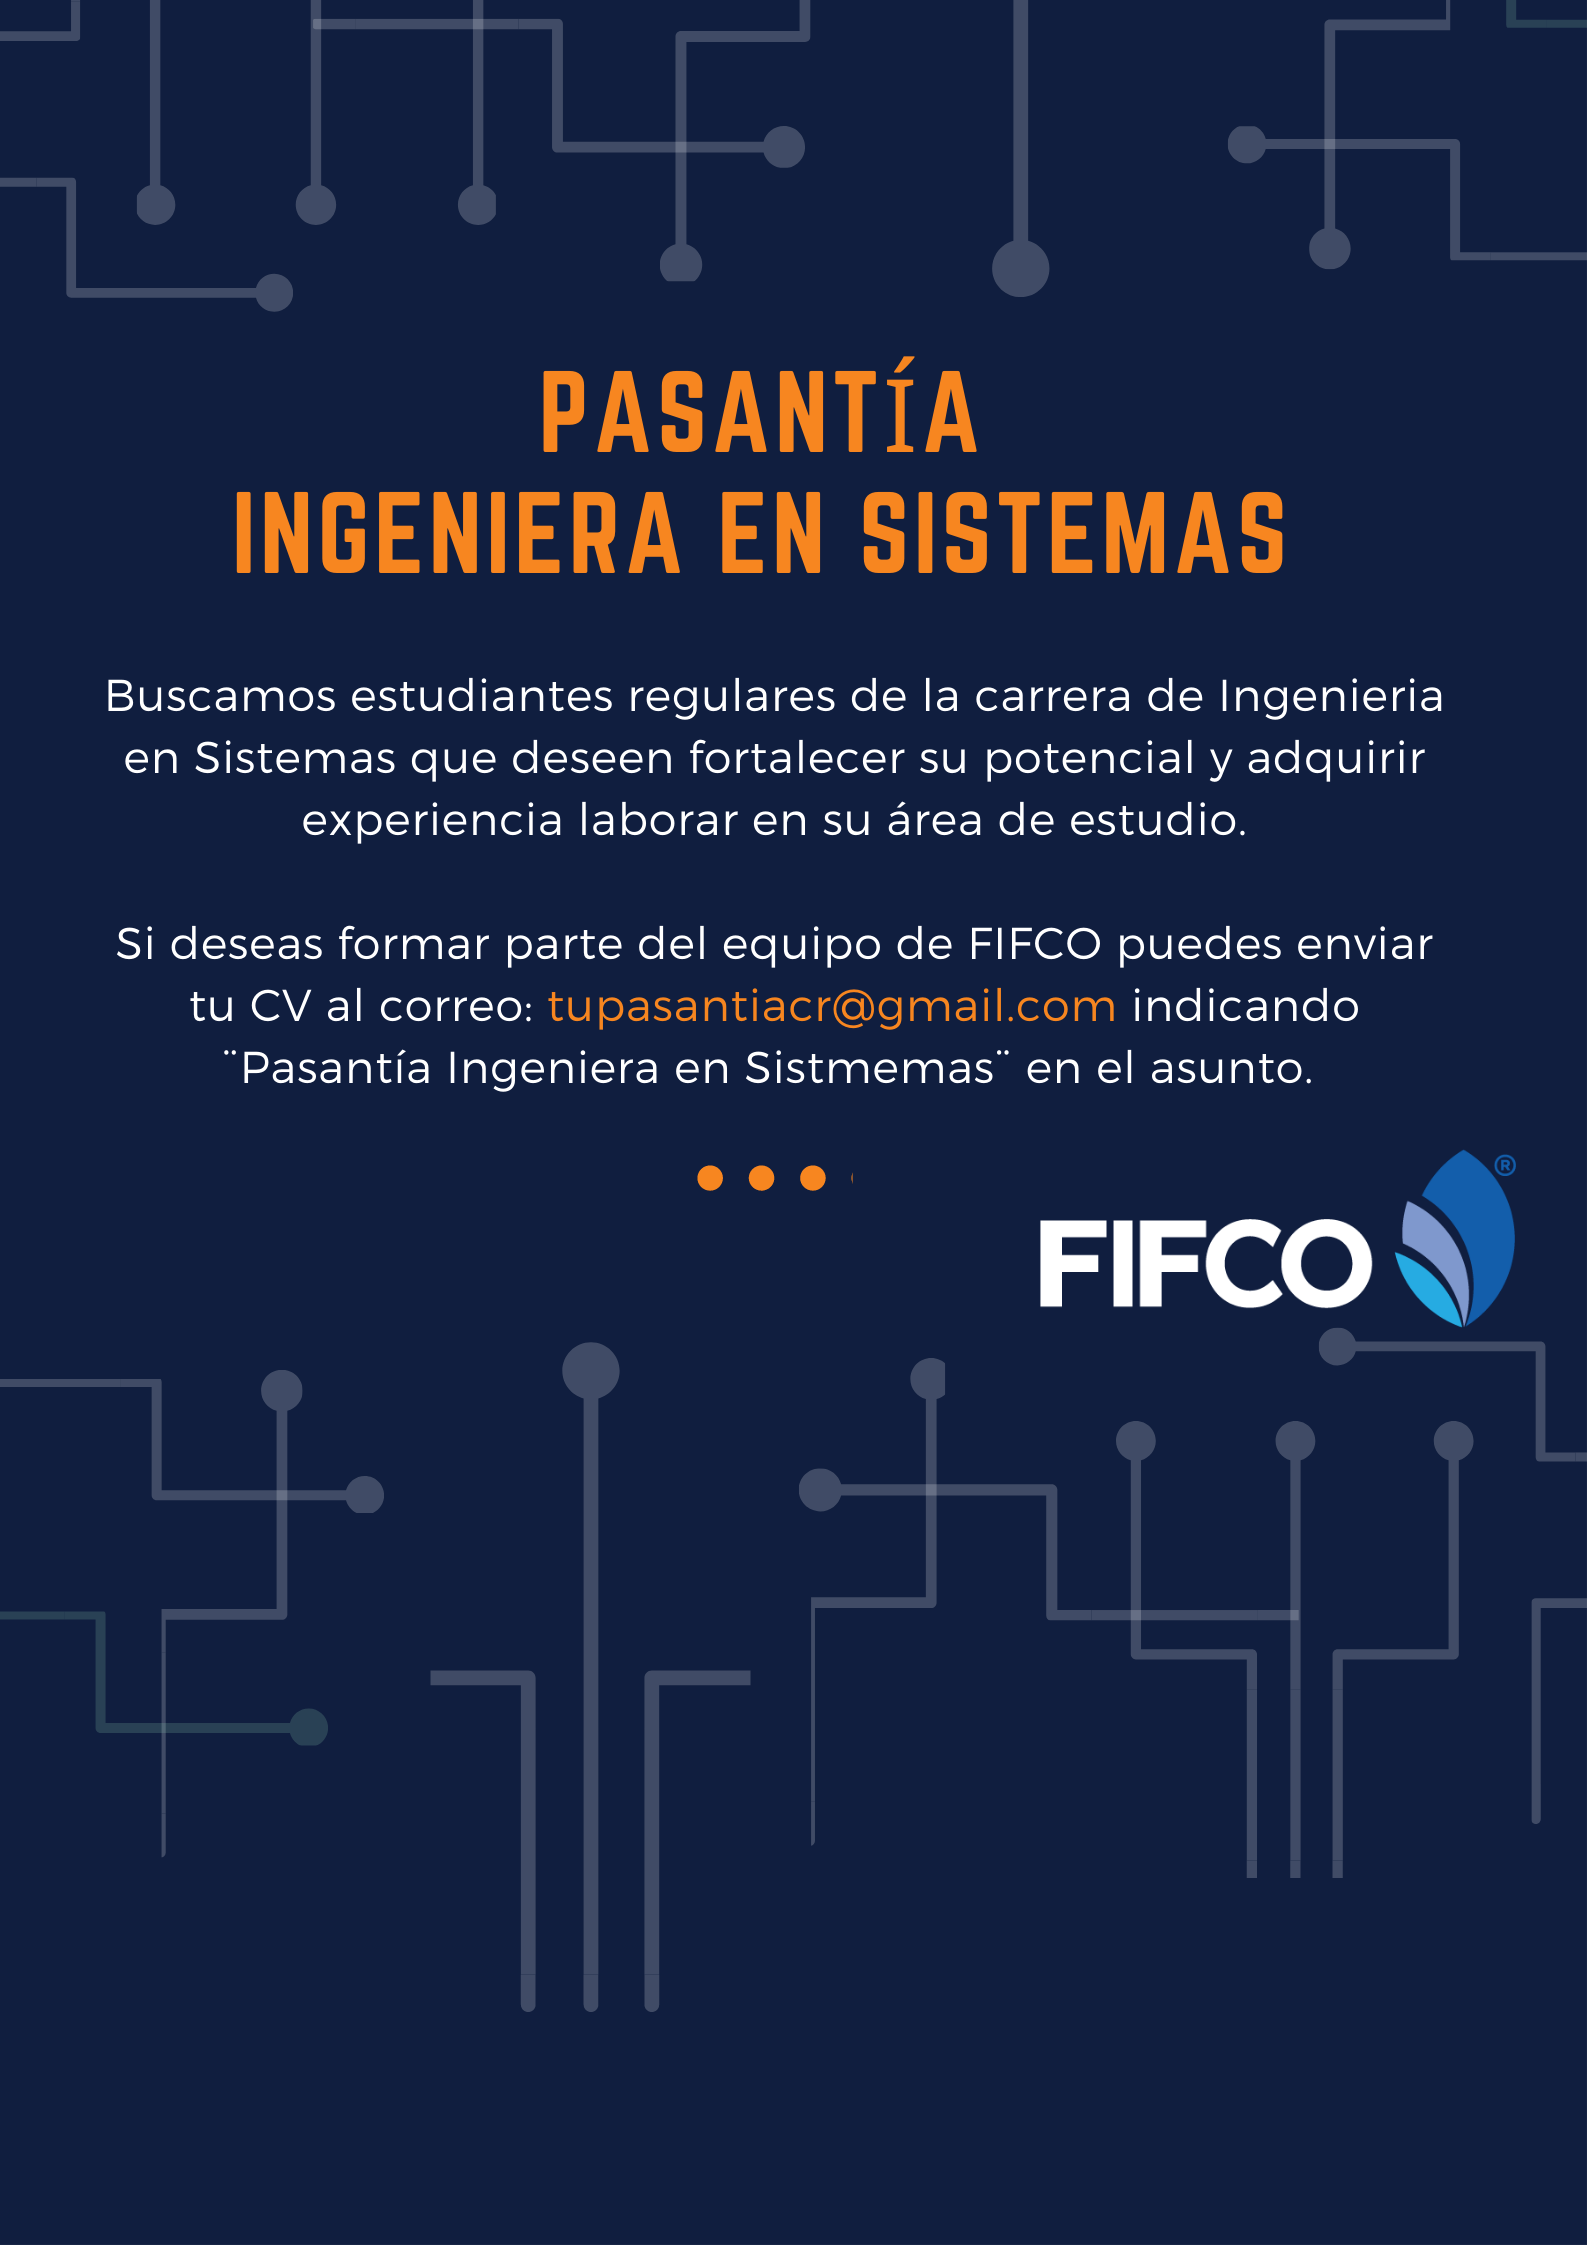 PASANTÍA
INGENIERA EN SISTEMAS
Buscamos estudiantes regulares de la carrera de Ingenieria
en Sistemas que deseen fortalecer su potencial y adquirir
experiencia laborar en su área de estudio.
Si deseas formar parte del equipo de FIFCO puedes enviar
tu CV al correo: tupasantiacr@gmail.com indicando
¨Pasantía Ingeniera en Sistmemas¨ en el asunto.
FIFCO ®